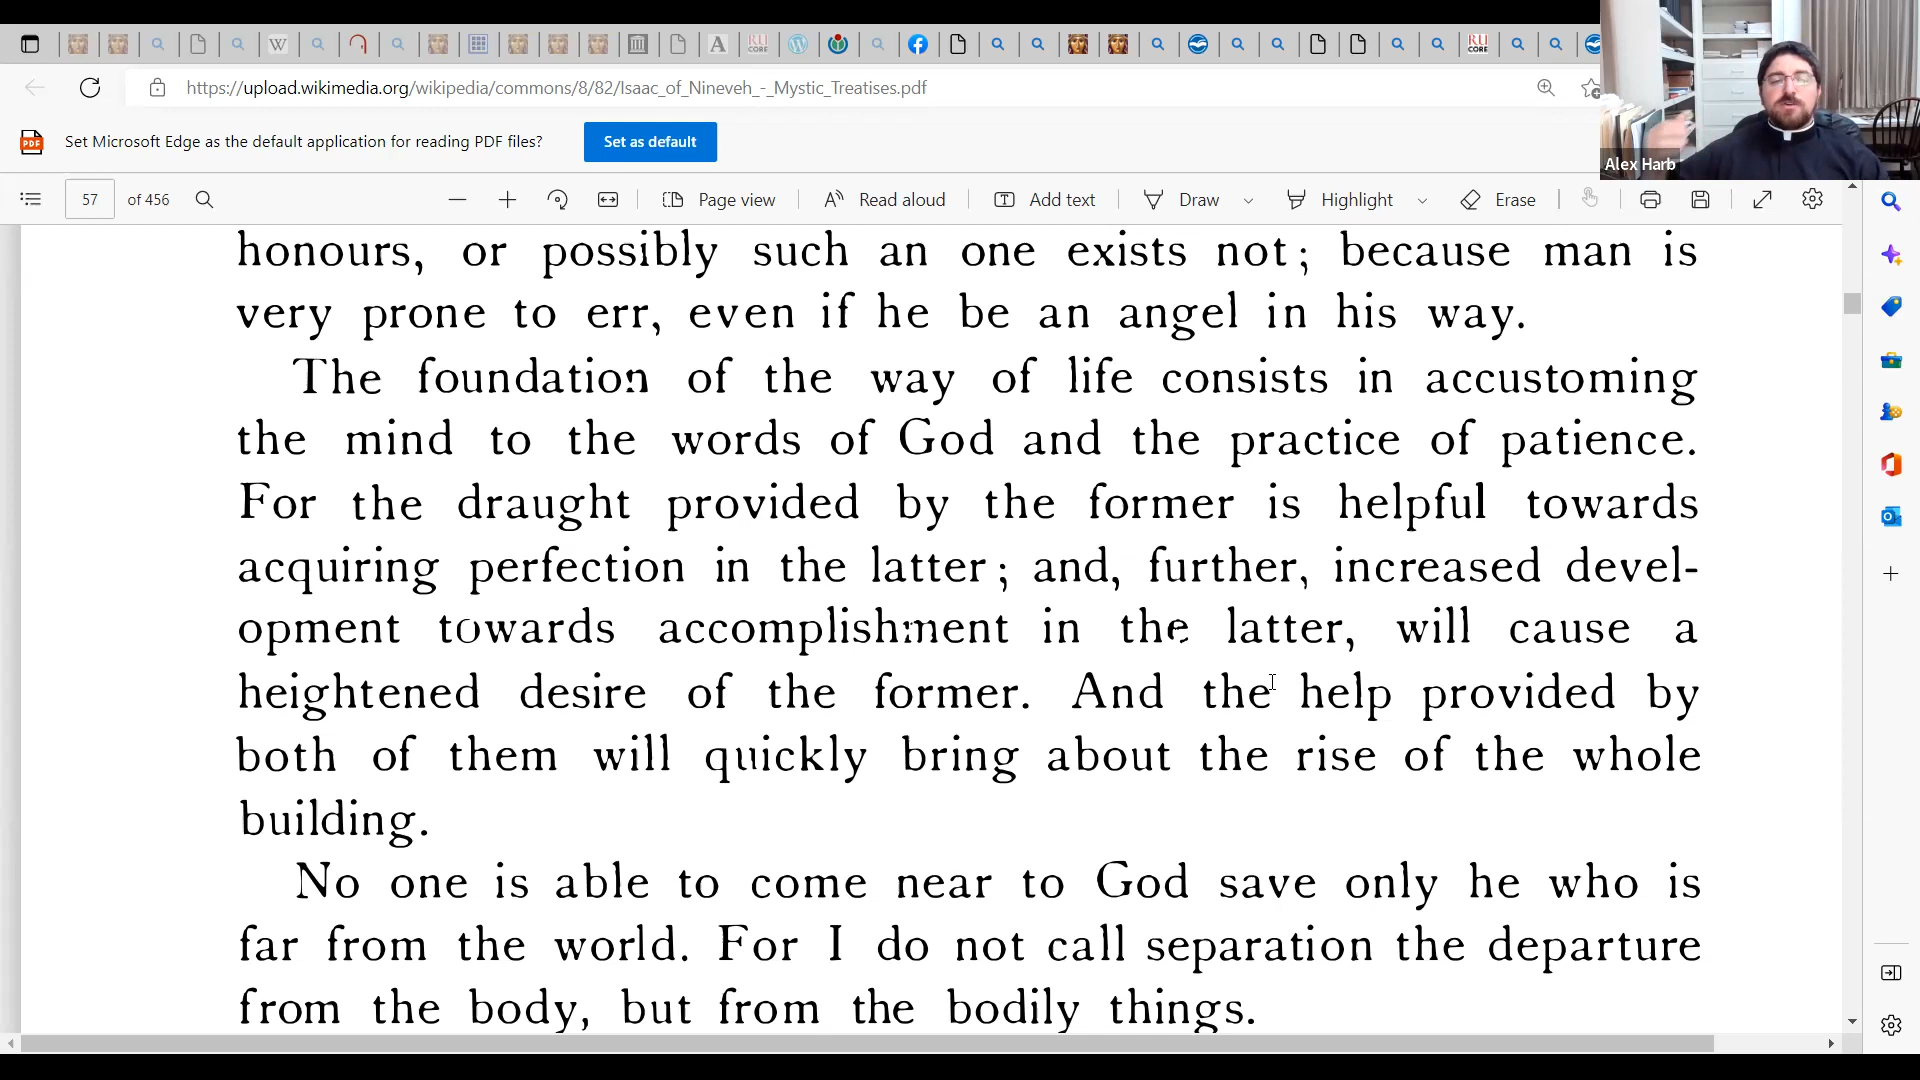 https://upload.wikimedia.org/wikipedia/commons/8/82/Isaac_of_Nineveh_-_Mystic_Treatises.pdf
Set Microsoft Edge as the default application for reading PDF files?
Set as default
Alex Harb
57 of 456
Page view
Read aloud
Add text
Draw
Highlight
Erase
honours, or possibly such an one exists not; because man is
very prone to err, even if he be an angel in his way.
The foundation of the way of life consists in accustoming
the mind to the words of God and the practice of patience.
For the draught provided by the former is helpful towards
acquiring perfection in the latter; and, further, increased devel-
opment towards accomplishment in the latter, will cause a
heightened desire of the former. And the help provided by
both of them will quickly bring about the rise of the whole
building.
No one is able to come near to God save only he who is
far from the world. For I do not call separation the departure
from the body, but from the bodily things.